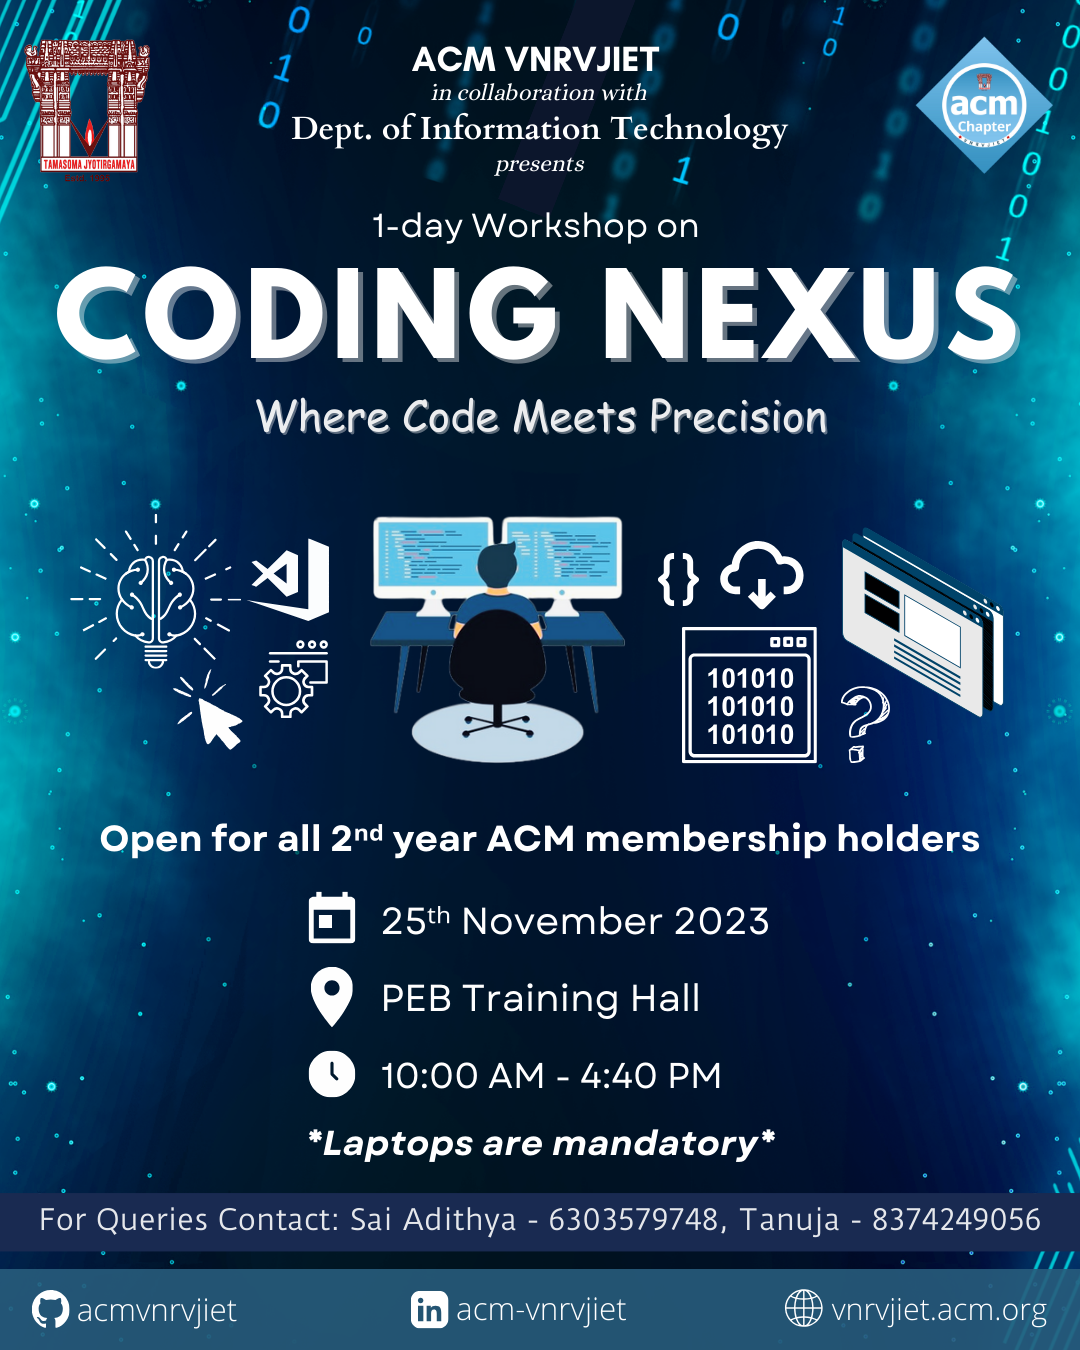 ACM VNRVJIET
in collaboration with
Dept. of Information Technology
presents
TAMASOMA JYOTIRGAMAYA
acm
Chapter
1-day Workshop on
CODING NEXUS
Where Code Meets Precision
{}
101010
101010
101010
?
Open for all 2nd year ACM membership holders
25th November 2023
PEB Training Hall
10:00 AM - 4:40 PM
*Laptops are mandatory*
For Queries Contact: Sai Adithya - 6303579748, Tanuja - 8374249056
acmvnrvjiet
in acm-vnrvjiet
vnrvjiet.acm.org